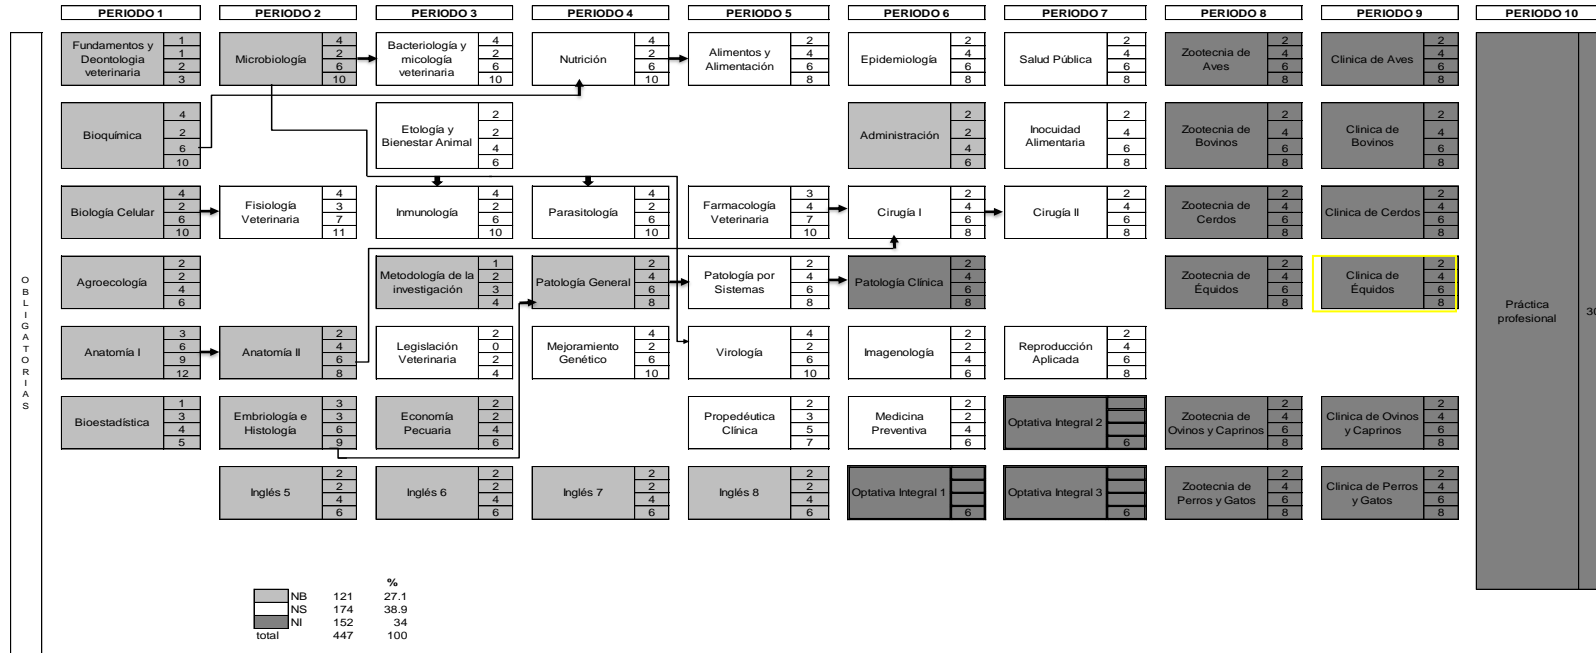 PERIODO 1 PERIODO 2 PERIODO 3 PERIODO 4 PERIODO 5 PERIODO 6 PERIODO 7 PERIODO 8 PERIODO 9 PERIODO 10
OBLIGATORIAS
Fundamentos y
Deontologia
veterinaria
1
1
2
3
Microbiología
4
2
6
10
Bacteriología y
micología
veterinaria
4
2
6
10
Nutrición
4
2
6
10
Alimentos y
Alimentación
2
4
6
8
Epidemiología
2
4
6
8
Salud Pública
2
4
6
8
Zootecnia de
Aves
2
4
6
8
Clinica de Aves
2
4
6
8
Bioquímica
4
2
6
10
Etología y
Bienestar Animal
2
2
4
6
Administración
2
2
4
6
Inocuidad
Alimentaria
2
4
6
8
Zootecnia de
Bovinos
2
4
6
8
Clinica de
Bovinos
2
4
6
8
Biología Celular
4
2
6
10
Fisiología
Veterinaria
4
3
7
11
Inmunología
4
2
6
10
Parasitología
4
2
6
10
Farmacología
Veterinaria
3
4
7
10
Cirugía I
2
4
6
8
Cirugía II
2
4
6
8
Zootecnia de
Cerdos
2
4
6
8
Clinica de Cerdos
2
4
6
8
Agroecología
2
2
4
6
Metodología de la
investigación
1
2
3
4
Patología General
2
4
6
8
Patología por
Sistemas
2
4
6
8
Patología Clínica
2
4
6
8
Zootecnia de
Équidos
2
4
6
8
Clinica de
Équidos
2
4
6
8
Práctica
profesional
30
Anatomía I
3
6
9
12
Anatomía II
2
4
6
8
Legislación
Veterinaria
2
0
2
4
Mejoramiento
Genético
4
2
6
10
Virología
4
2
6
10
Imagenología
2
2
4
6
Reproducción
Aplicada
2
4
6
8
Bioestadística
1
3
4
5
Embriología e
Histología
3
3
6
9
Economía
Pecuaria
2
2
4
6
Propedéutica
Clínica
2
3
5
7
Medicina
Preventiva
2
2
4
6
Optativa Integral 2
6
Zootecnia de
Ovinos y Caprinos
2
4
6
8
Clinica de Ovinos
y Caprinos
2
4
6
8
Inglés 5
2
2
4
6
Inglés 6
2
2
4
6
Inglés 7
2
2
4
6
Inglés 8
2
2
4
6
Optativa Integral 1
6
Optativa Integral 3
6
Zootecnia de
Perros y Gatos
2
4
6
8
Clinica de Perros
y Gatos
2
4
6
8
%
NB 121 27.1
NS 174 38.9
NI 152 34
total 447 100